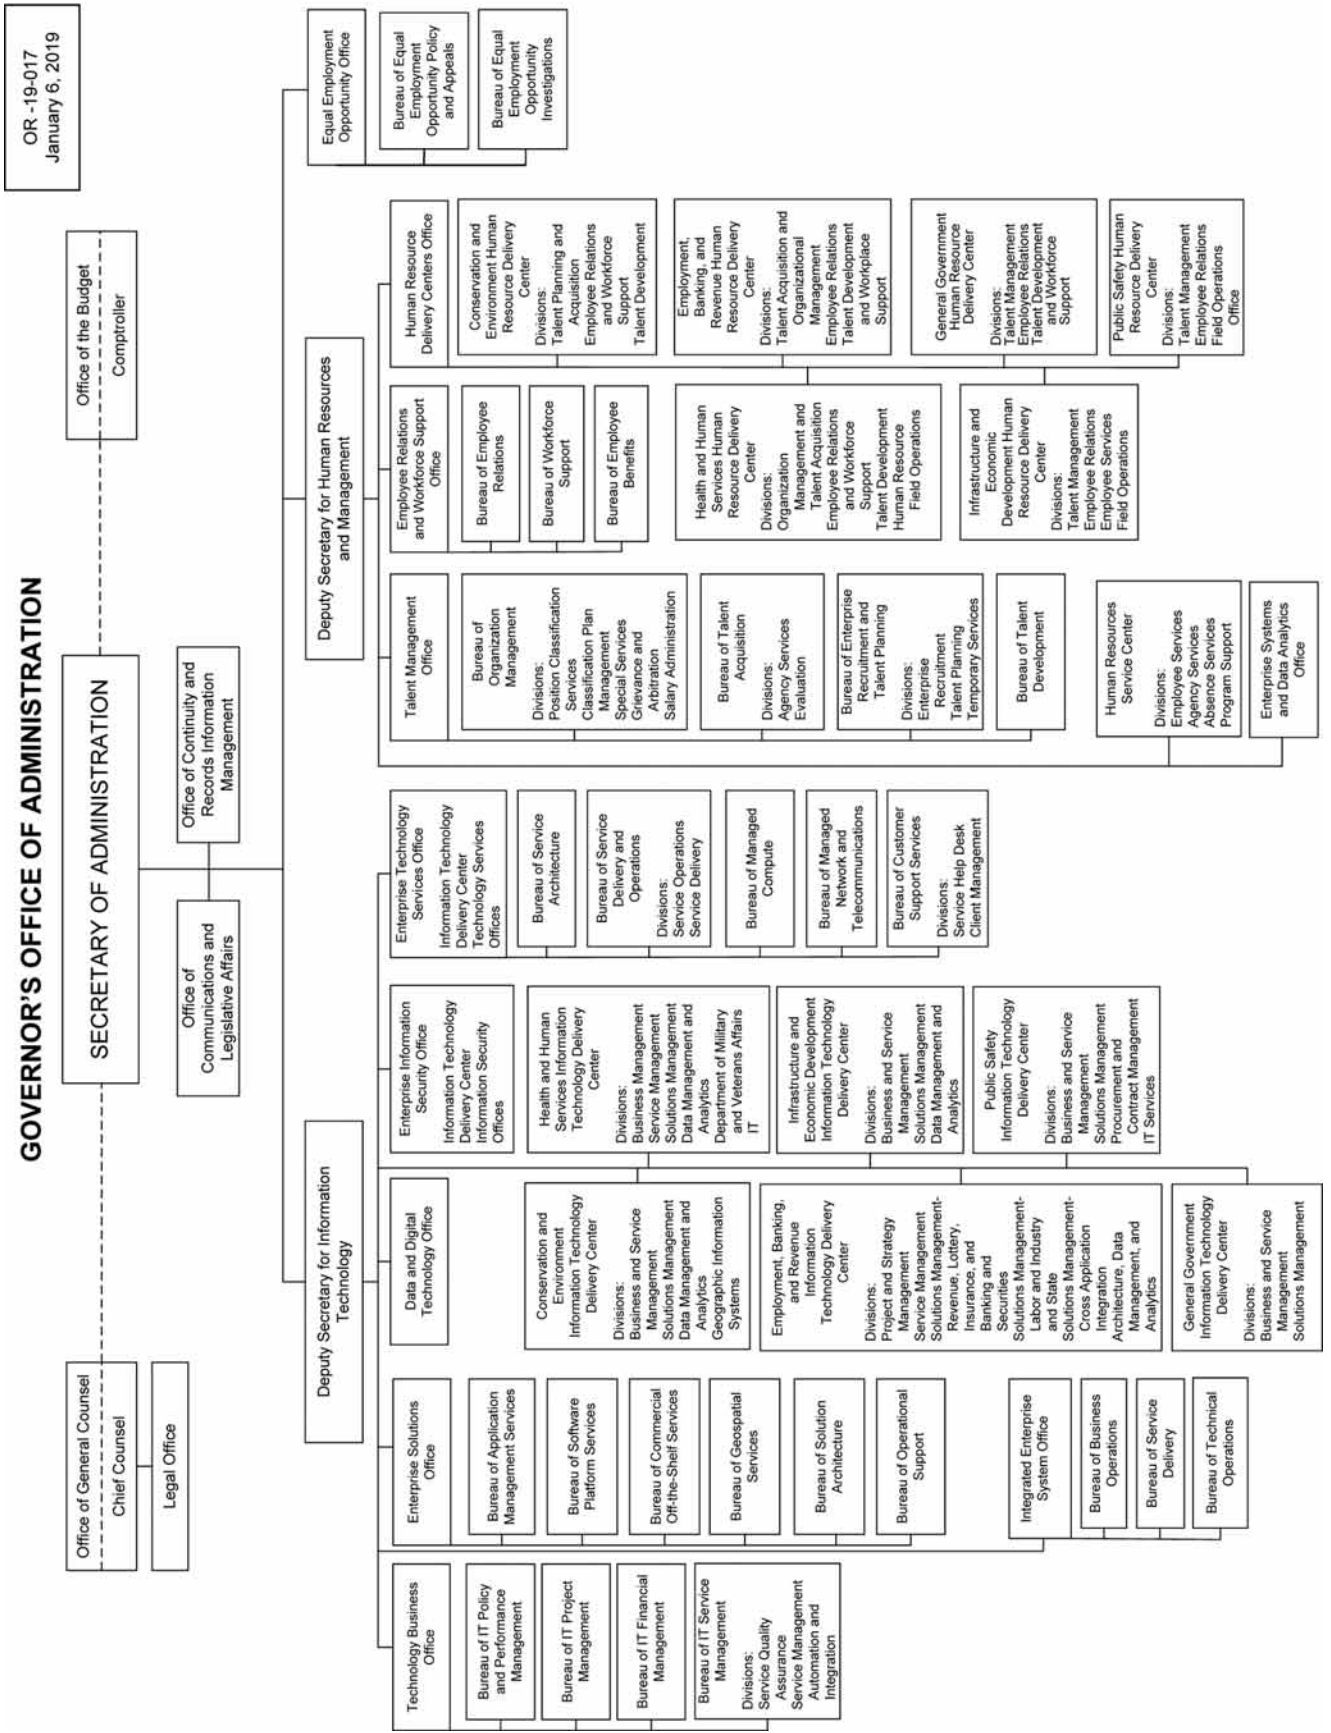 OR -19-017
January 6, 2019
GOVERNOR'S OFFICE OF ADMINISTRATION
SECRETARY OF ADMINISTRATION
Office of General Counsel
Chief Counsel
Legal Office
Office of the Budget
Comptroller
Office of
Communications and
Legislative Affairs
Office of Continuity and
Records Information
Management
Deputy Secretary for Information
Technology
Technology Business
Office
Bureau of IT Policy
and Performance
Management
Bureau of IT Project
Management
Bureau of IT Financial
Management
Bureau of IT Service
Management
Divisions:
Service Quality
Assurance
Service Management
Automation and
Integration
Enterprise Solutions
Office
Bureau of Application
Management Services
Bureau of Software
Platform Services
Bureau of Commercial
Off-the-Shelf Services
Bureau of Geospatial
Services
Bureau of Solution
Architecture
Bureau of Operational
Support
Integrated Enterprise
System Office
Bureau of Business
Operations
Bureau of Service
Delivery
Bureau of Technical
Operations
Data and Digital
Technology Office
Conservation and
Environment
Information Technology
Delivery Center
Divisions:
Business and Service
Management
Solutions Management
Data Management and
Analytics
Geographic Information
Systems
Employment, Banking,
and Revenue
Information
Technology Delivery
Center
Divisions:
Project and Strategy
Management
Service Management
Solutions Management-
Revenue, Lottery,
Insurance, and
Banking and
Securities
Solutions Management-
Labor and Industry
and State
Solutions Management-
Cross Application
Integration
Architecture, Data
Management, and
Analytics
General Government
Information Technology
Delivery Center
Divisions:
Business and Service
Management
Solutions Management
Enterprise Information
Security Office
Information Technology
Delivery Center
Information Security
Offices
Health and Human
Services Information
Technology Delivery
Center
Divisions:
Business Management
Service Management
Solutions Management
Data Management and
Analytics
Department of Military
and Veterans Affairs
IT
Infrastructure and
Economic Development
Information Technology
Delivery Center
Divisions:
Business and Service
Management
Solutions Management
Data Management and
Analytics
Public Safety
Information Technology
Delivery Center
Divisions:
Business and Service
Management
Solutions Management
Procurement and
Contract Management
IT Services
Enterprise Technology
Services Office
Information Technology
Delivery Center
Technology Services
Offices
Bureau of Service
Architecture
Bureau of Service
Delivery and
Operations
Divisions:
Service Operations
Service Delivery
Bureau of Managed
Compute
Bureau of Managed
Network and
Telecommunications
Bureau of Customer
Support Services
Divisions:
Service Help Desk
Client Management
Deputy Secretary for Human Resources
and Management
Talent Management
Office
Bureau of
Organization
Management
Divisions:
Position Classification
Services
Classification Plan
Management
Special Services
Grievance and
Arbitration
Salary Administration
Bureau of Talent
Acquisition
Divisions:
Agency Services
Evaluation
Bureau of Enterprise
Recruitment and
Talent Planning
Divisions:
Enterprise
Recruitment
Talent Planning
Temporary Services
Bureau of Talent
Development
Human Resources
Service Center
Divisions:
Employee Services
Agency Services
Absence Services
Program Support
Enterprise Systems
and Data Analytics
Office
Employee Relations
and Workforce Support
Office
Bureau of Employee
Relations
Bureau of Workforce
Support
Bureau of Employee
Benefits
Health and Human
Services Human
Resource Delivery
Center
Divisions:
Organization
Management and
Talent Acquisition
Employee Relations
and Workforce
Support
Talent Development
Human Resource
Field Operations
Infrastructure and
Economic
Development Human
Resource Delivery
Center
Divisions:
Talent Management
Employee Relations
Employee Services
Field Operations
Human Resource
Delivery Centers Office
Conservation and
Environment Human
Resource Delivery
Center
Divisions:
Talent Planning and
Acquisition
Employee Relations
and Workforce
Support
Talent Development
Employment,
Banking, and
Revenue Human
Resource Delivery
Center
Divisions:
Talent Acquisition and
Organizational
Management
Employee Relations
Talent Development
and Workplace
Support
General Government
Human Resource
Delivery Center
Divisions:
Talent Management
Employee Relations
Talent Development
and Workforce
Support
Public Safety Human
Resource Delivery
Center
Divisions:
Talent Management
Employee Relations
Field Operations
Office
Equal Employment
Opportunity Office
Bureau of Equal
Employment
Opportunity Policy
and Appeals
Bureau of Equal
Employment
Opportunity
Investigations